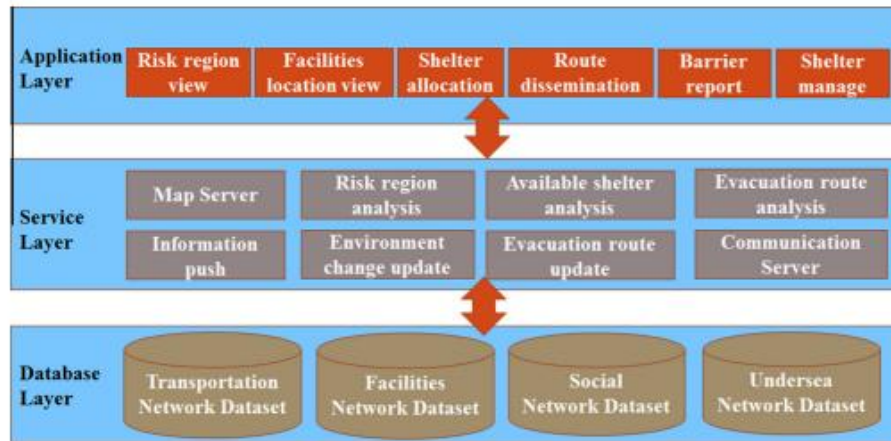 Application
Layer
Risk region
view
Facilities
location view
Shelter
allocation
Route
dissemination
Barrier
report
Shelter
manage
Service
Layer
Map Server
Risk region
analysis
Available shelter
analysis
Evacuation route
analysis
Information
push
Environment
change update
Evacuation route
update
Communication
Server
Database
Layer
Transportation
Network Dataset
Facilities
Network Dataset
Social
Network Dataset
Undersea
Network Dataset